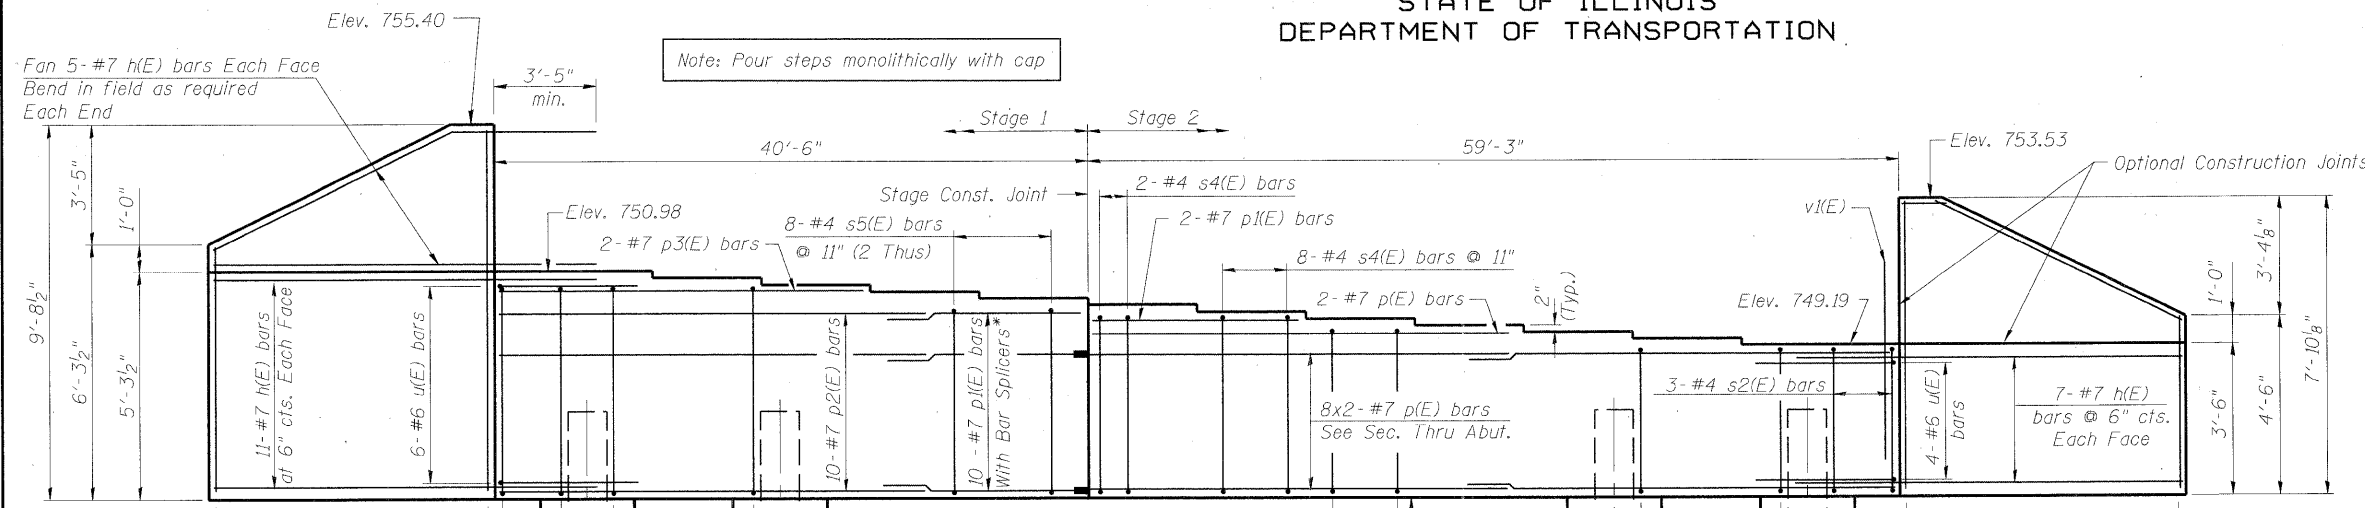 STATE OF ILLINOIS
DEPARTMENT OF TRANSPORTATION
Elev. 755.40
Note: Pour steps monolithically with cap
Fan 5-#7 h(E) bars Each Face
Bend in field as required
Each End
3'-5"
min.
Stage 1
Stage 2
40'-6"
59'-3"
Elev. 753.53
Optional Construction Joints
3'-5"
1'-0"
9'-8½"
6'-3½"
5'-3½"
Stage Const. Joint
2-#4 s4(E) bars
Elev. 750.98
8-#4 s5(E) bars
@ 11" (2 Thus)
2-#7 p3(E) bars
2-#7 p1(E) bars
v1(E)
8-#4 s4(E) bars @ 11"
2-#7 p(E) bars
2"
(Typ.)
Elev. 749.19
11-#7 h(E) bars
at 6" cts. Each Face
6-#6 u(E) bars
10-#7 p2(E) bars
10 -#7 p1(E) bars
With Bar Splicers*
8x2-#7 p(E) bars
See Sec. Thru Abut.
3-#4 s2(E) bars
4-#6 u(E)
bars
7-#7 h(E)
bars @ 6" cts.
Each Face
1'-0"
3'-4⅛"
3'-6"
4'-6"
7'-10⅛"